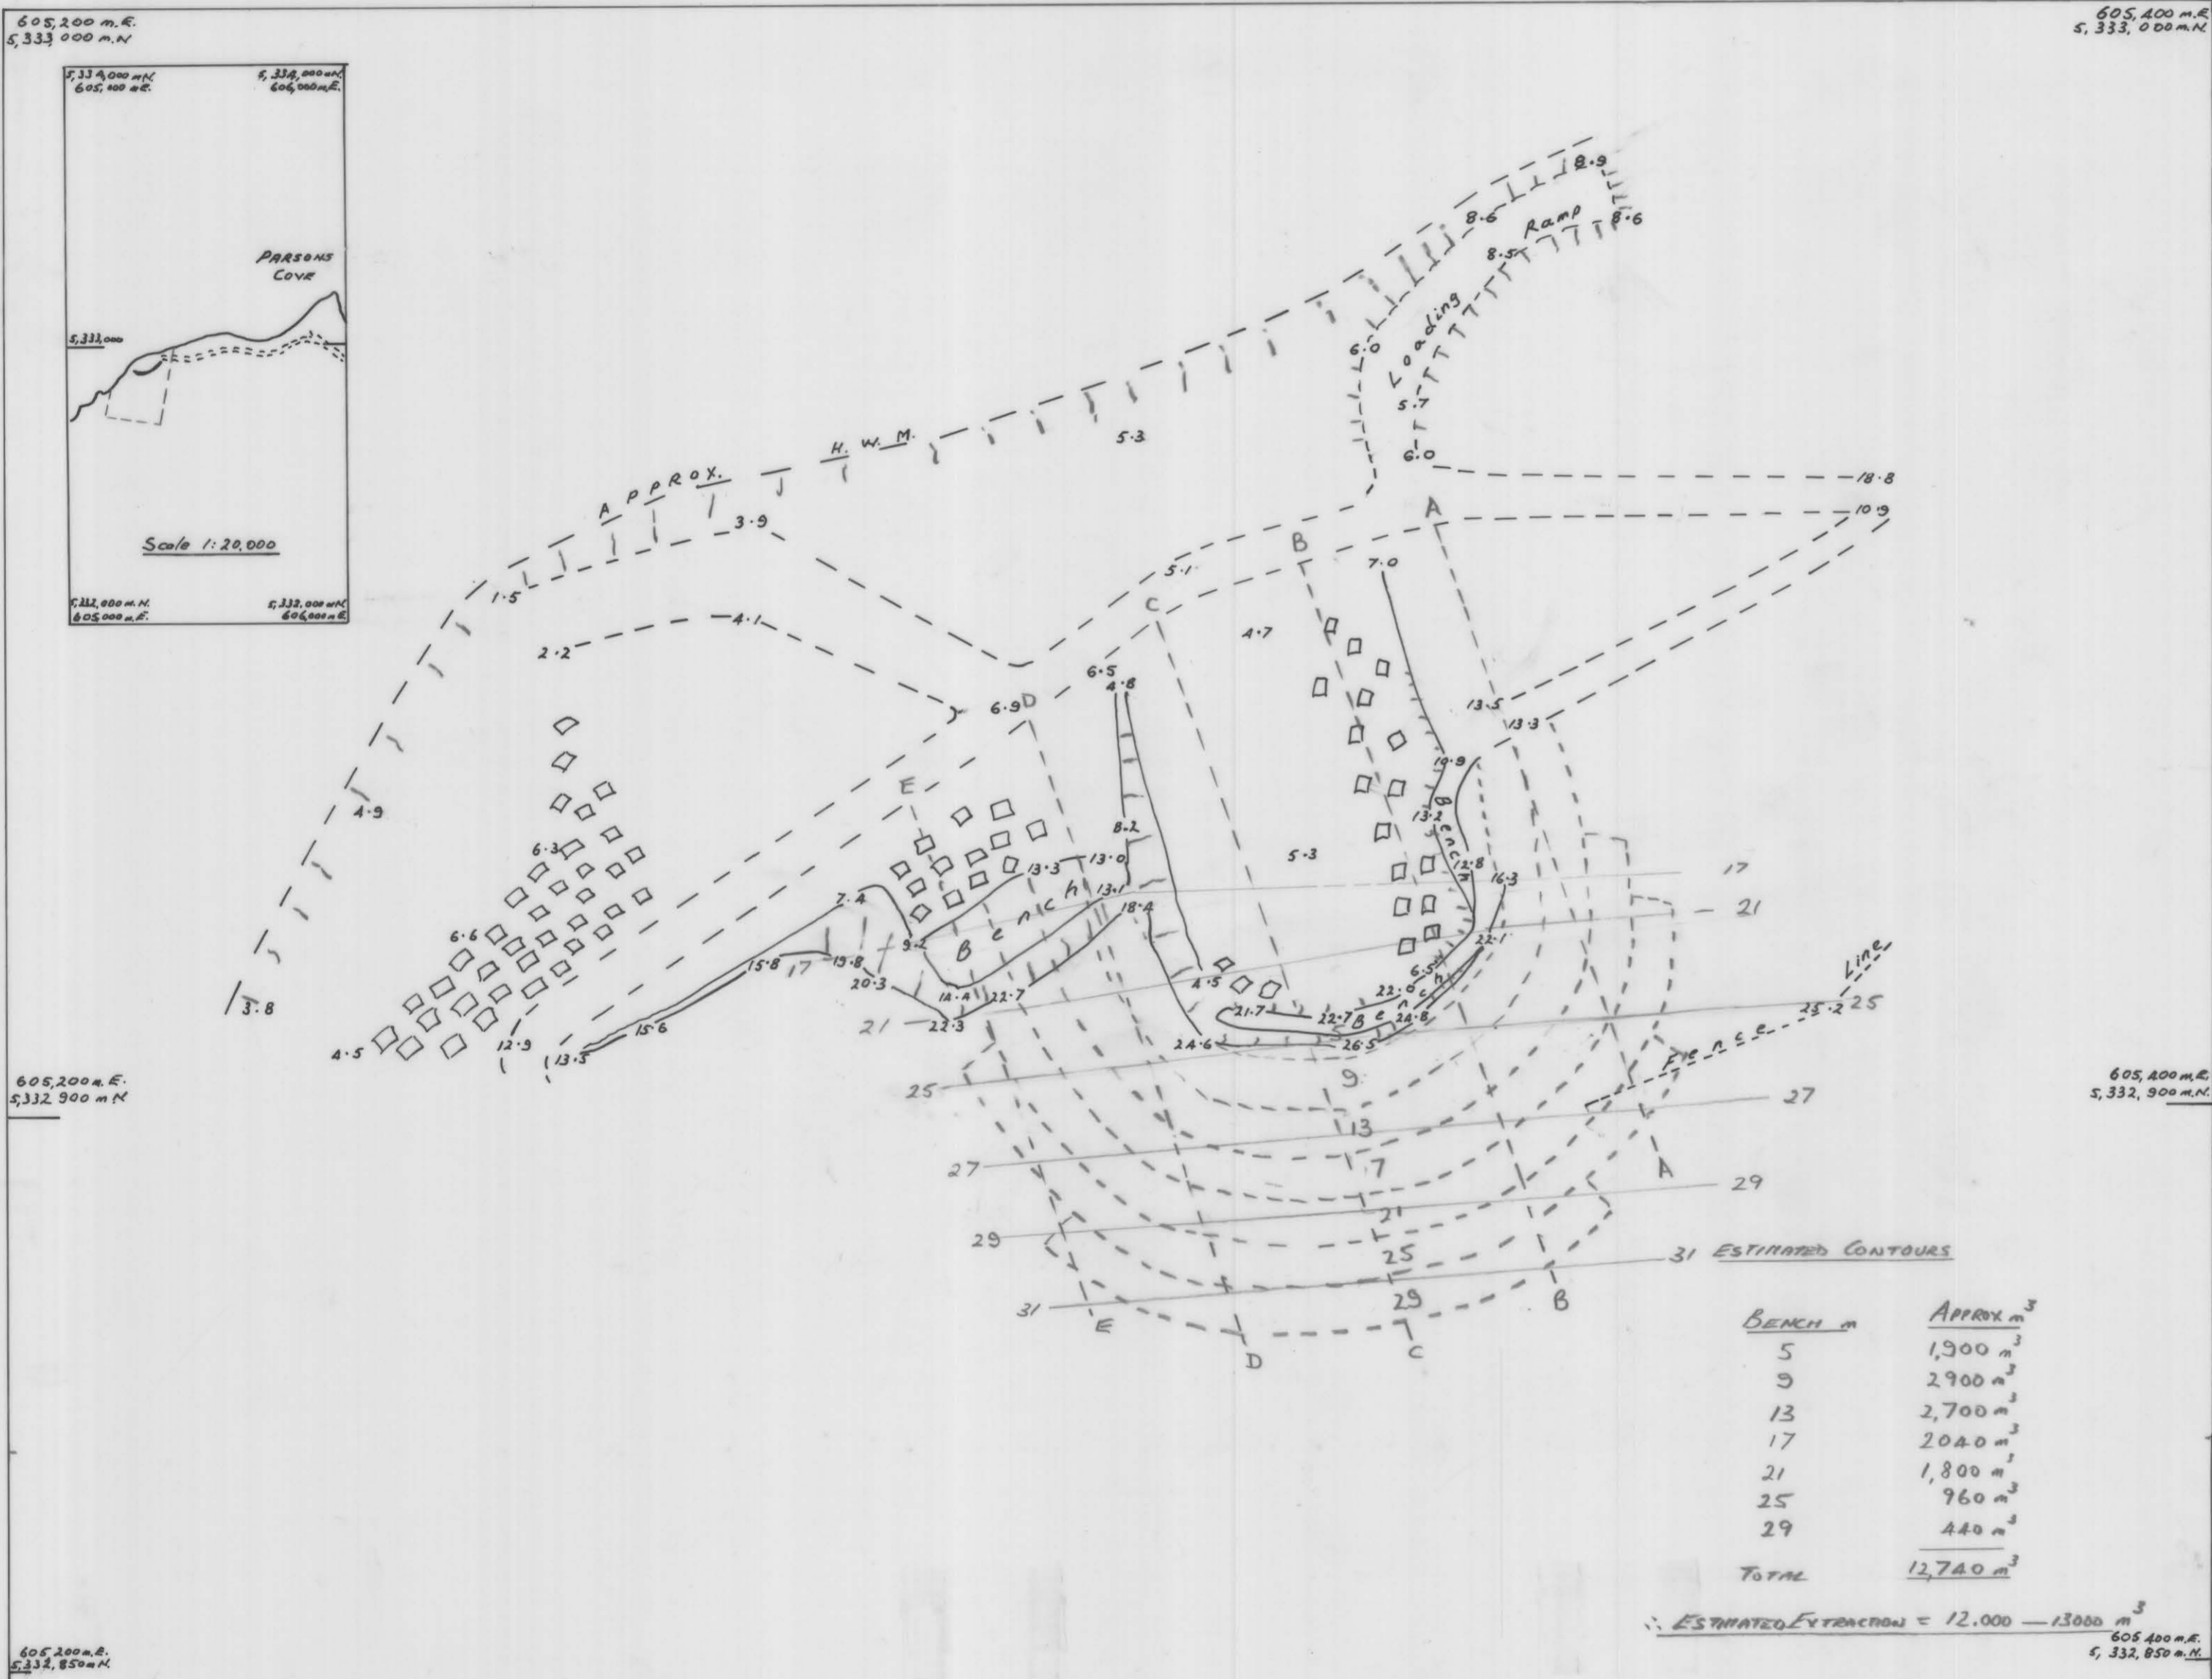 605,200 m.E.
5,333,000 m.N
605,400 m.E
5,333,000 m.N.
5,334,000 mN.
605,000 mE.
5,334,000 mN.
606,000 m.E.
PARSONS
COVE
5,333,000
Scale 1:20,000
5,332,000 m.N.
605,000 m.E.
5,332,000 mN
606,000 m E
8.9
8.6
Ramp
8.6
8.5
Loading
6.0
5.7
6.0
5.3
H. W. M.
APPROX.
18.8
10.9
3.9
A
B
7.0
5.1
1.5
C
4.1
4.7
2.2
6.5
4.8
6.9
D
13.5
13.3
10.9
E
4.9
Bench
13.2
8.2
6.3
5.3
13.3
13.0
12.8
16.3
17
7.4
Bench
13.1
18.4
21
6.6
9.2
22.1
15.8
17
19.8
20.3
6.5
4.5
Line
14.4
22.7
22.0
3.8
21
22.3
21.7
22.7
Bench
24.8
25.2
25
15.6
5
4.5
12.9
13.5
24.6
26.5
Fence
9
605,200 m. E.
5,332 900 m N
25
605,400 m,E.
5,332,900 m.N.
27
13
27
17
A
29
21
29
25
31
ESTIMATED CONTOURS
29
31
B
E
D
C
BENCH m APPROX m³
5 1,900 m³
9 2900 m³
13 2,700 m³
17 2040 m³
21 1,800 m³
25 960 m³
29 440 m³
TOTAL 12,740 m³
∴ ESTIMATED EXTRACTION = 12.000 — 13000 m³
605,200 m.E.
5,332,850 m N.
605 400 m.E.
5, 332, 850 m. N.